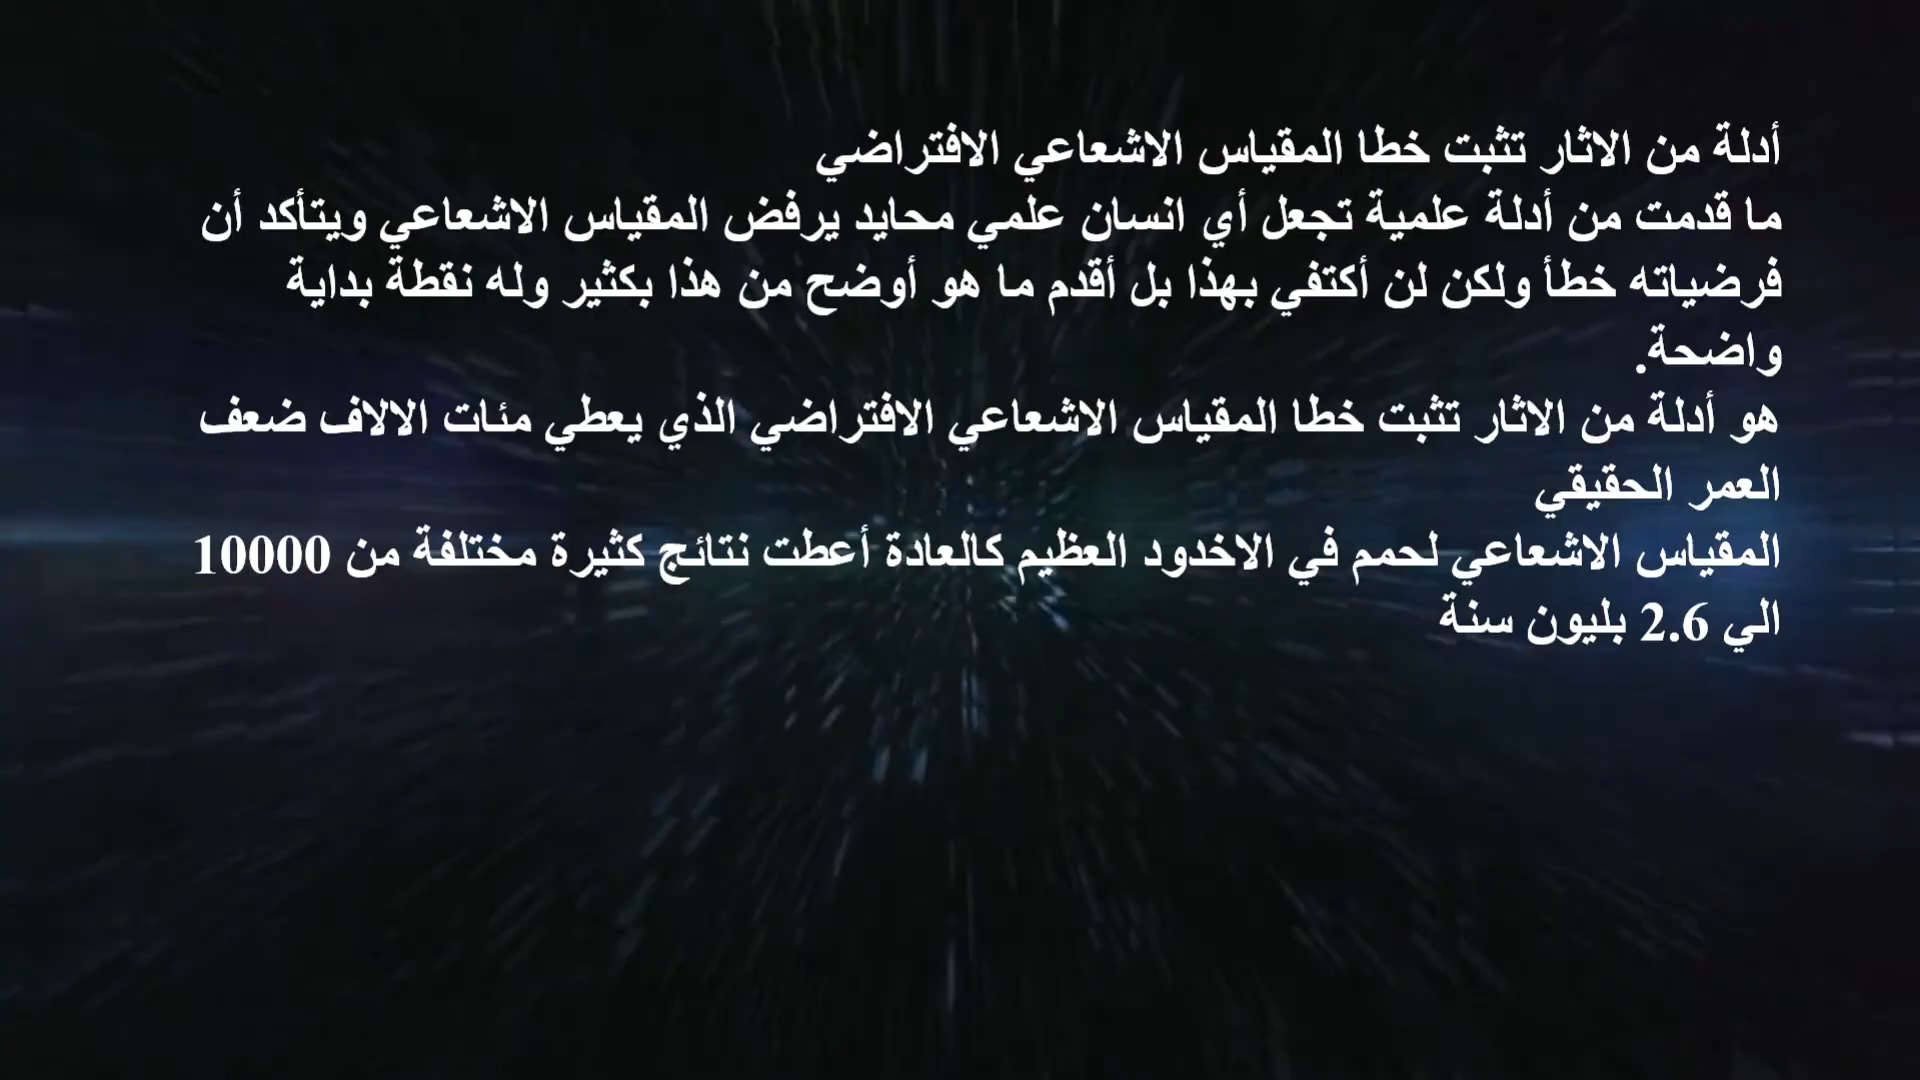 أدلة من الاثار تثبت خطا المقياس الاشعاعي الافتراضي
ما قدمت من أدلة علمية تجعل أي انسان علمي محايد يرفض المقياس الاشعاعي ويتأكد أن
فرضياته خطأ ولكن لن أكتفي بهذا بل أقدم ما هو أوضح من هذا بكثير وله نقطة بداية
واضحة.
هو أدلة من الاثار تثبت خطا المقياس الاشعاعي الافتراضي الذي يعطي مئات الالاف ضعف
العمر الحقيقي
المقياس الاشعاعي لحمم في الاخدود العظيم كالعادة أعطت نتائج كثيرة مختلفة من 10000
الي 2.6 بليون سنة